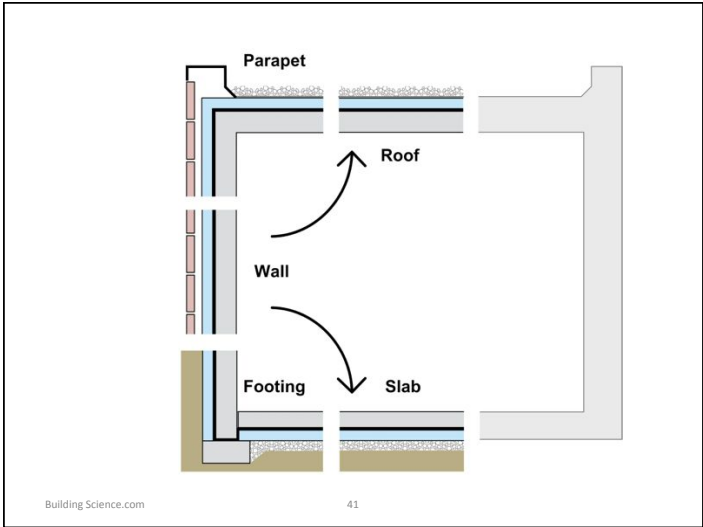 Parapet
Roof
Wall
Footing
Slab
Building Science.com
41